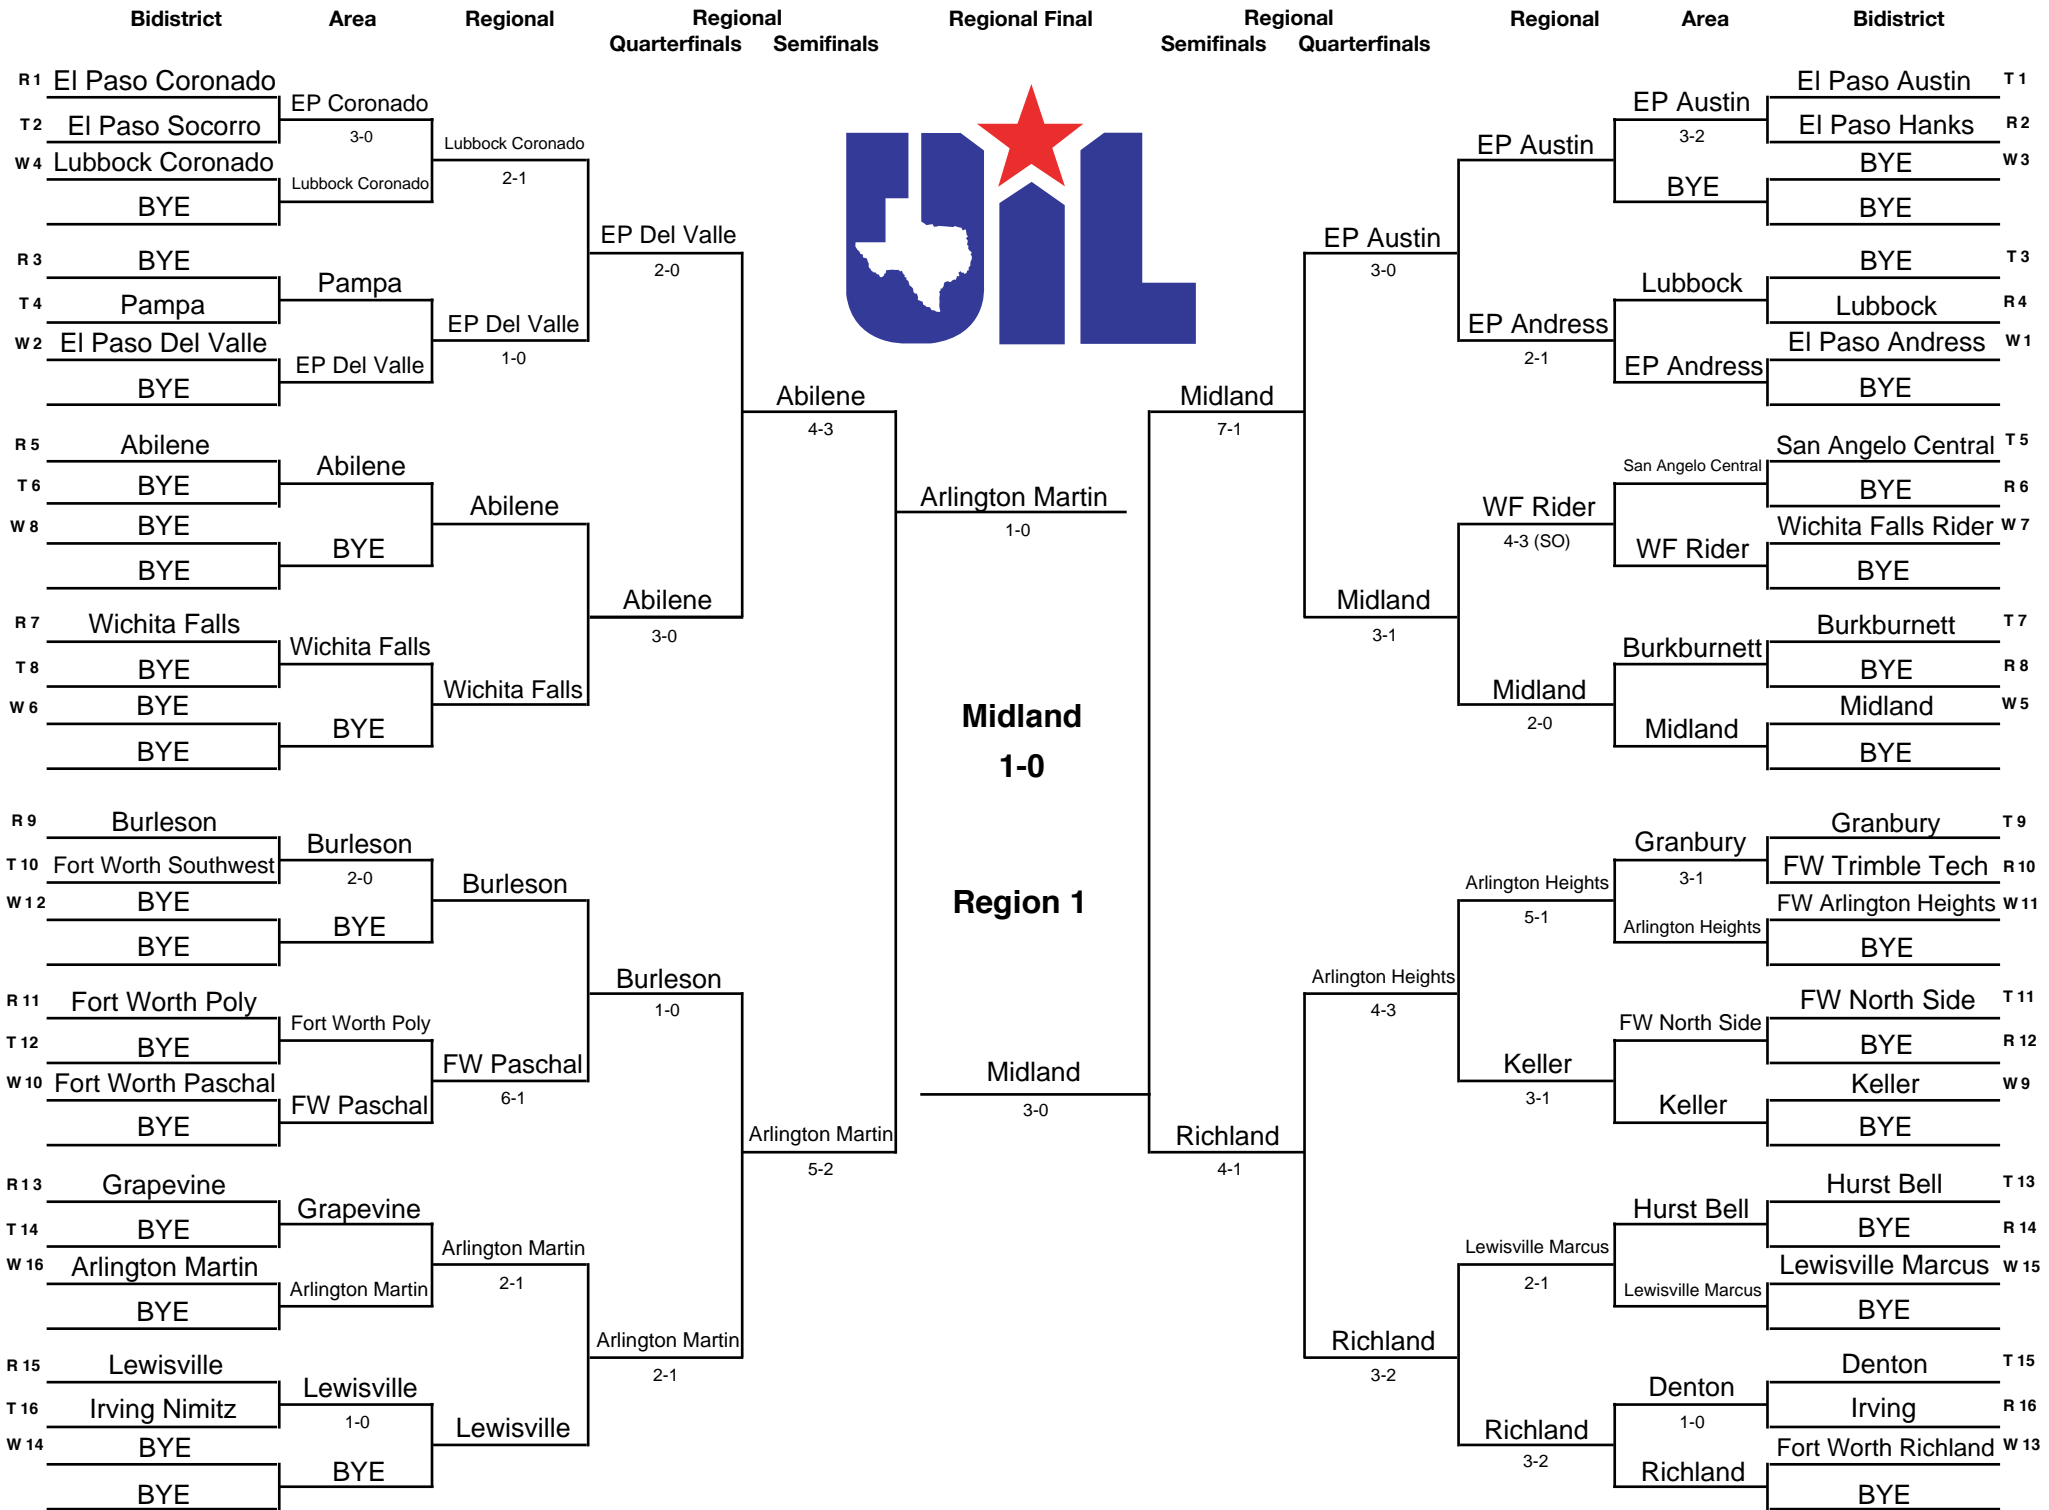 Bidistrict Area Regional Regional Regional Final Regional Regional Area Bidistrict
Quarterfinals Semifinals Semifinals Quarterfinals
R 1 El Paso Coronado
EP Coronado
T 2 El Paso Socorro
3-0
W 4 Lubbock Coronado
Lubbock Coronado
BYE
Lubbock Coronado
2-1
R 3 BYE
Pampa
T 4 Pampa
W 2 El Paso Del Valle
EP Del Valle
BYE
EP Del Valle
1-0
EP Del Valle
2-0
R 5 Abilene
Abilene
T 6 BYE
W 8 BYE
BYE
BYE
Abilene
R 7 Wichita Falls
Wichita Falls
T 8 BYE
W 6 BYE
BYE
BYE
Wichita Falls
Abilene
3-0
Abilene
4-3
R 9 Burleson
Burleson
T 10 Fort Worth Southwest
2-0
W 12 BYE
BYE
BYE
Burleson
R 11 Fort Worth Poly
Fort Worth Poly
T 12 BYE
W 10 Fort Worth Paschal
FW Paschal
BYE
FW Paschal
6-1
Burleson
1-0
R 13 Grapevine
Grapevine
T 14 BYE
W 16 Arlington Martin
Arlington Martin
BYE
Arlington Martin
2-1
R 15 Lewisville
Lewisville
T 16 Irving Nimitz
1-0
W 14 BYE
BYE
BYE
Lewisville
Arlington Martin
2-1
Arlington Martin
5-2
UIL
Arlington Martin
1-0
Midland
1-0
Region 1
Midland
3-0
Midland
7-1
Richland
4-1
EP Austin
3-0
Midland
3-1
Arlington Heights
4-3
Richland
3-2
EP Austin
EP Andress
2-1
WF Rider
4-3 (SO)
Midland
2-0
Arlington Heights
5-1
Keller
3-1
Lewisville Marcus
2-1
Richland
3-2
EP Austin
3-2
BYE
Lubbock
EP Andress
San Angelo Central
WF Rider
Burkburnett
Midland
Granbury
3-1
Arlington Heights
FW North Side
Keller
Hurst Bell
Lewisville Marcus
Denton
1-0
Richland
El Paso Austin T 1
El Paso Hanks R 2
BYE W 3
BYE
BYE T 3
Lubbock R 4
El Paso Andress W 1
BYE
San Angelo Central T 5
BYE R 6
Wichita Falls Rider W 7
BYE
Burkburnett T 7
BYE R 8
Midland W 5
BYE
Granbury T 9
FW Trimble Tech R 10
FW Arlington Heights W 11
BYE
FW North Side T 11
BYE R 12
Keller W 9
BYE
Hurst Bell T 13
BYE R 14
Lewisville Marcus W 15
BYE
Denton T 15
Irving R 16
Fort Worth Richland W 13
BYE